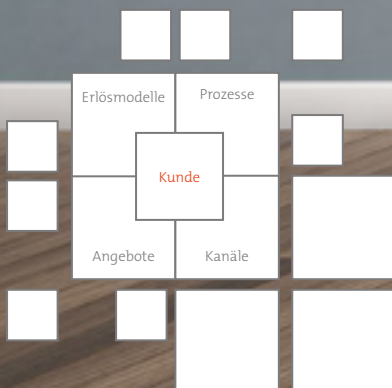 Erlösmodelle
Prozesse
Kunde
Angebote
Kanäle